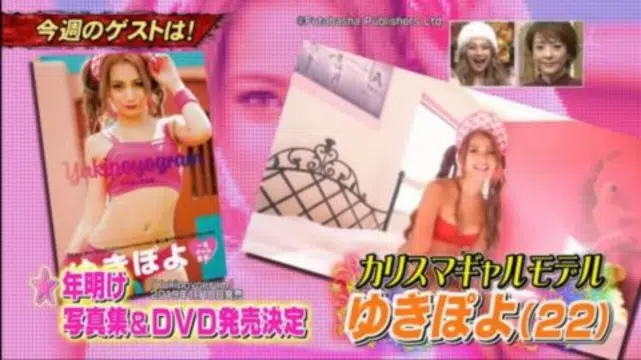 今週のゲストは!
©Futabasha Publishers Ltd.
Yukipoyogram
ゆきぽよ
年明け
写真集&DVD発売決定
カリスマギャルモデル
ゆきぽよ(22)